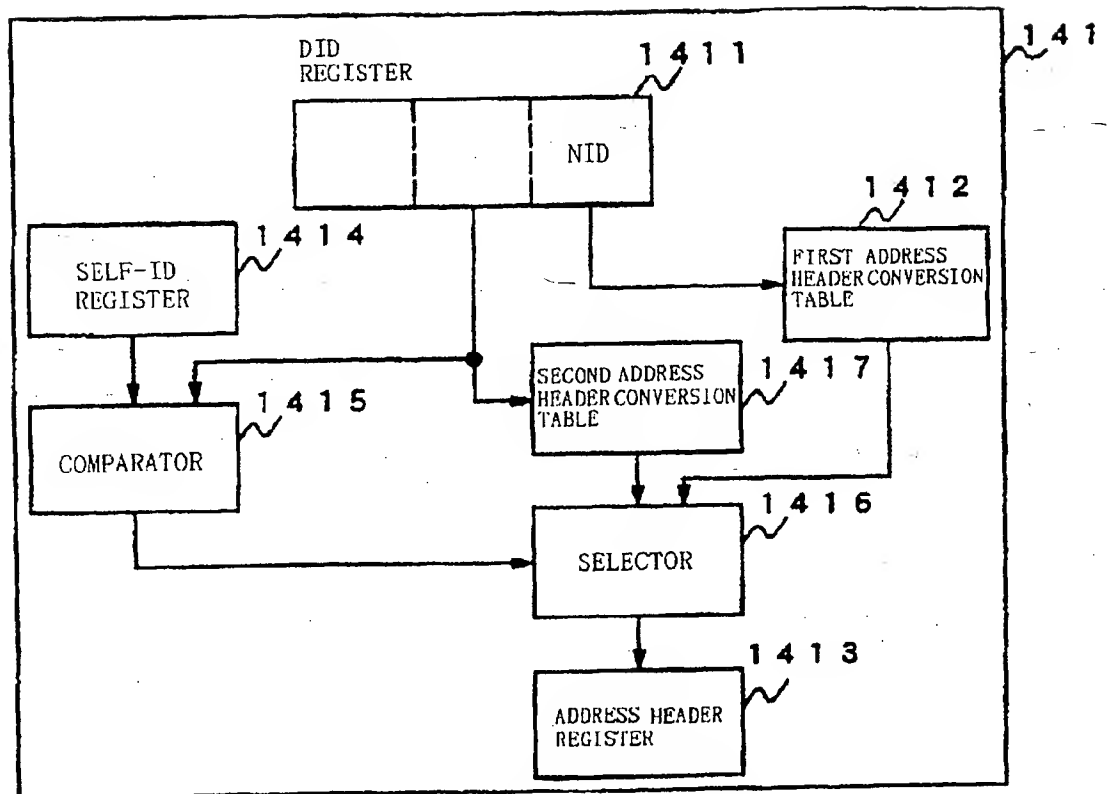 DID
REGISTER
1411
141
NID
1412
1414
FIRST ADDRESS
HEADER CONVERSION
TABLE
SELF-ID
REGISTER
1417
SECOND ADDRESS
HEADER CONVERSION
TABLE
1415
COMPARATOR
1416
SELECTOR
1413
ADDRESS HEADER
REGISTER